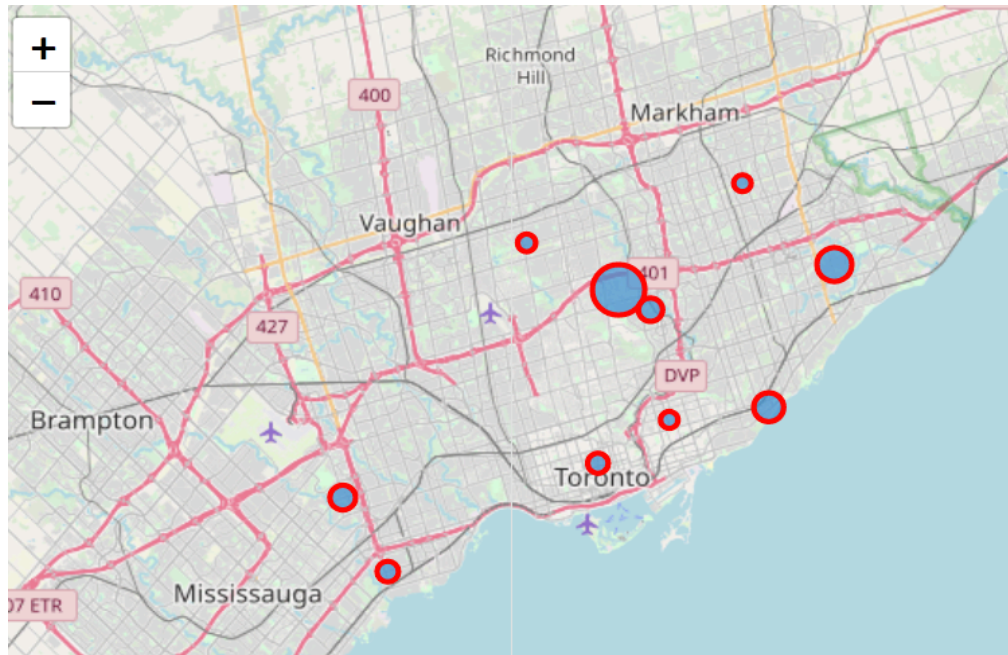 +
−
Richmond
Hill
400
Markham
Vaughan
401
410
427
DVP
Brampton
Toronto
Mississauga
07 ETR